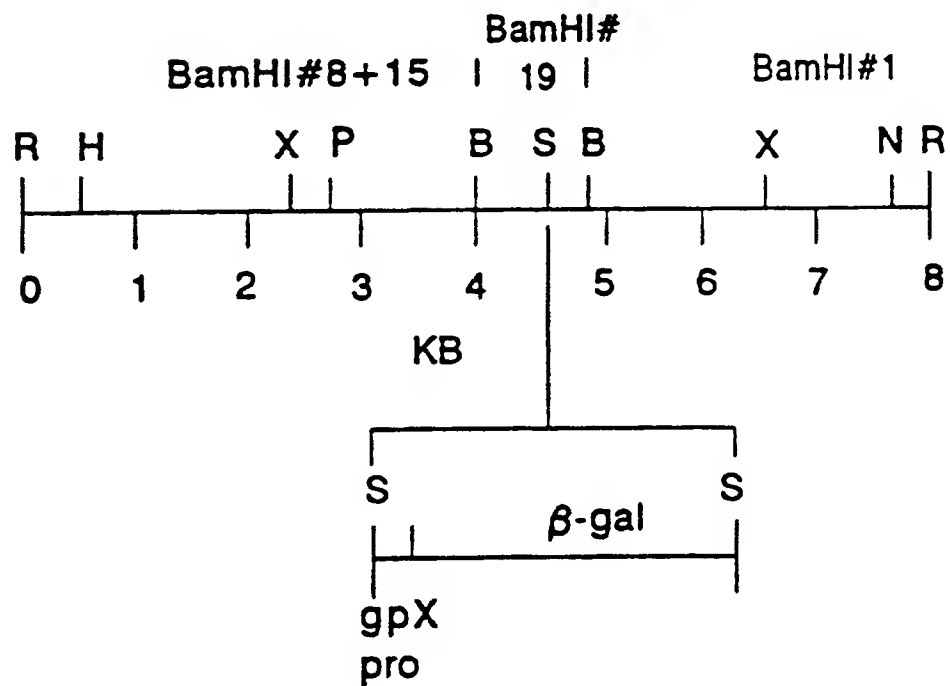 BamHI#
BamHI#8+15 19 BamHI#1
R H X P B S B X N R
0 1 2 3 4 5 6 7 8
KB
S S
β-gal
gpX
pro